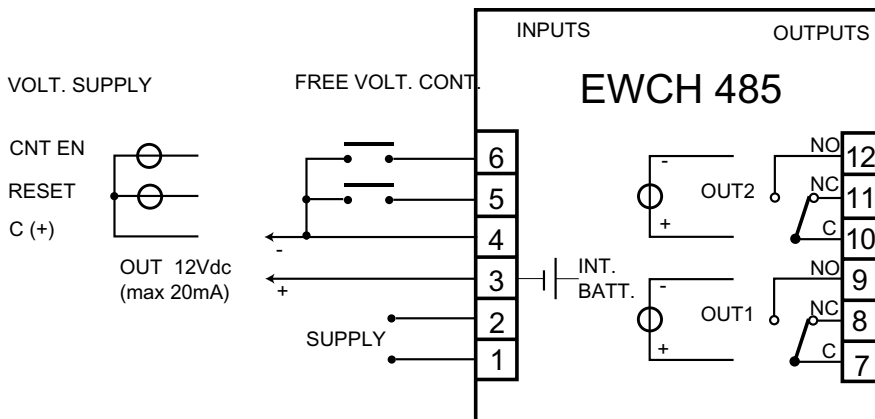 INPUTS
OUTPUTS
VOLT. SUPPLY
FREE VOLT. CONT.
EWCH 485
CNT EN
RESET
C (+)
OUT 12Vdc
(max 20mA)
-
+
SUPPLY
6
5
4
3
2
1
INT.
BATT.
-
+
OUT2
NO
NC
C
12
11
10
-
+
OUT1
NO
NC
C
9
8
7